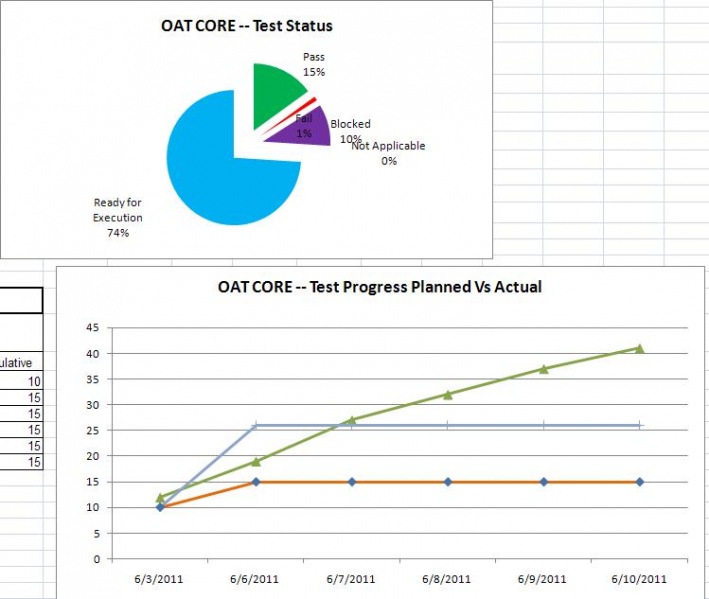 OAT CORE -- Test Status
Pass
15%
Fail
1%
Blocked
10%
Not Applicable
0%
Ready for
Execution
74%
OAT CORE -- Test Progress Planned Vs Actual
ulative
10
15
15
15
15
15
45
40
35
30
25
20
15
10
5
0
6/3/2011 6/6/2011 6/7/2011 6/8/2011 6/9/2011 6/10/2011